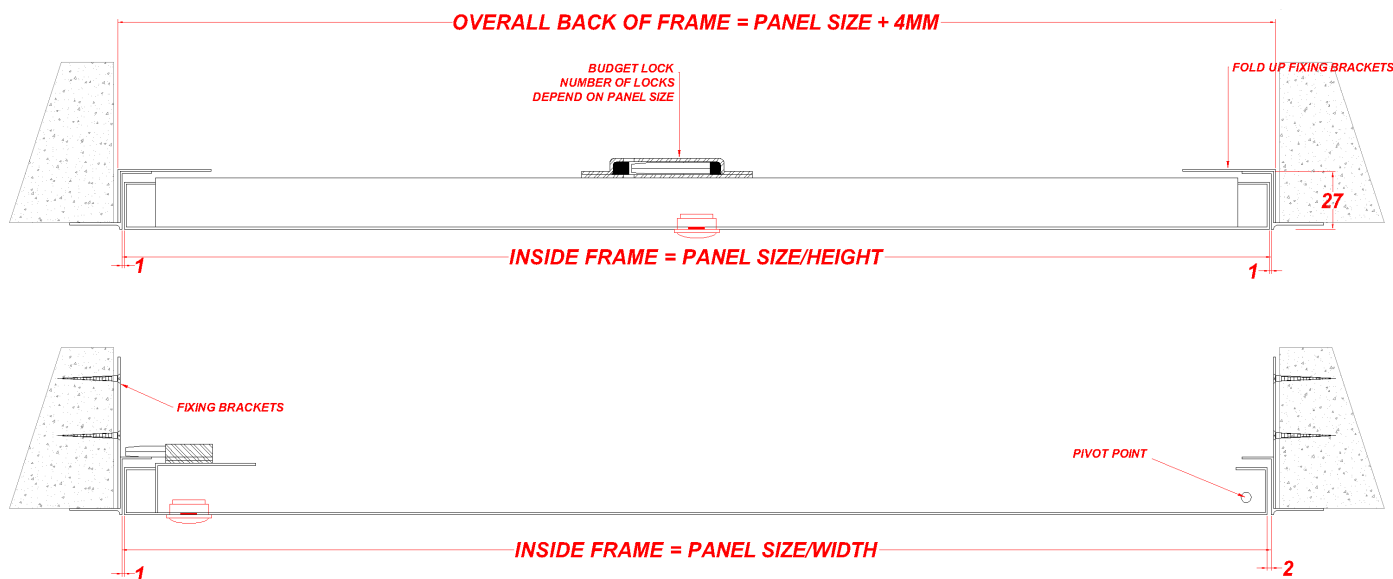 OVERALL BACK OF FRAME = PANEL SIZE + 4MM
BUDGET LOCK
NUMBER OF LOCKS
DEPEND ON PANEL SIZE
FOLD UP FIXING BRACKETS
27
INSIDE FRAME = PANEL SIZE/HEIGHT
1
1
FIXING BRACKETS
PIVOT POINT
INSIDE FRAME = PANEL SIZE/WIDTH
1
2